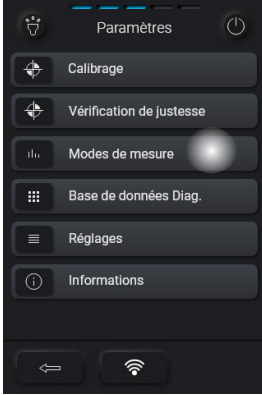 Paramètres
Calibrage
Vérification de justesse
Modes de mesure
Base de données Diag.
Réglages
Informations